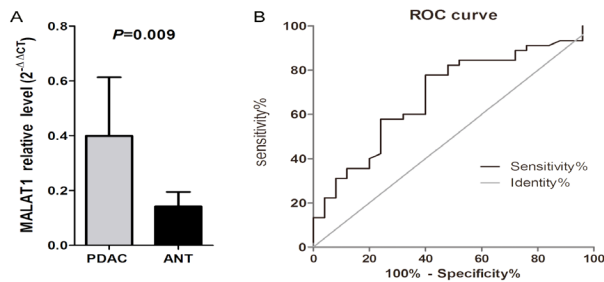 A
P=0.009
MALAT1 relative level (2-ΔΔCT)
0.8
0.6
0.4
0.2
0.0
PDAC ANT
B
ROC curve
sensitivity%
100
80
60
40
20
0
Sensitivity%
Identity%
0 20 40 60 80 100
100% - Specificity%